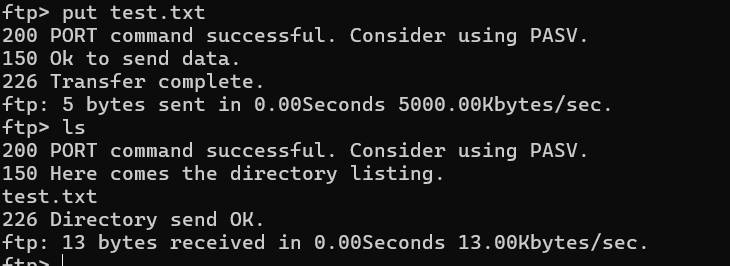 ftp> put test.txt
200 PORT command successful. Consider using PASV.
150 Ok to send data.
226 Transfer complete.
ftp: 5 bytes sent in 0.00Seconds 5000.00Kbytes/sec.
ftp> ls
200 PORT command successful. Consider using PASV.
150 Here comes the directory listing.
test.txt
226 Directory send OK.
ftp: 13 bytes received in 0.00Seconds 13.00Kbytes/sec.
ftp>